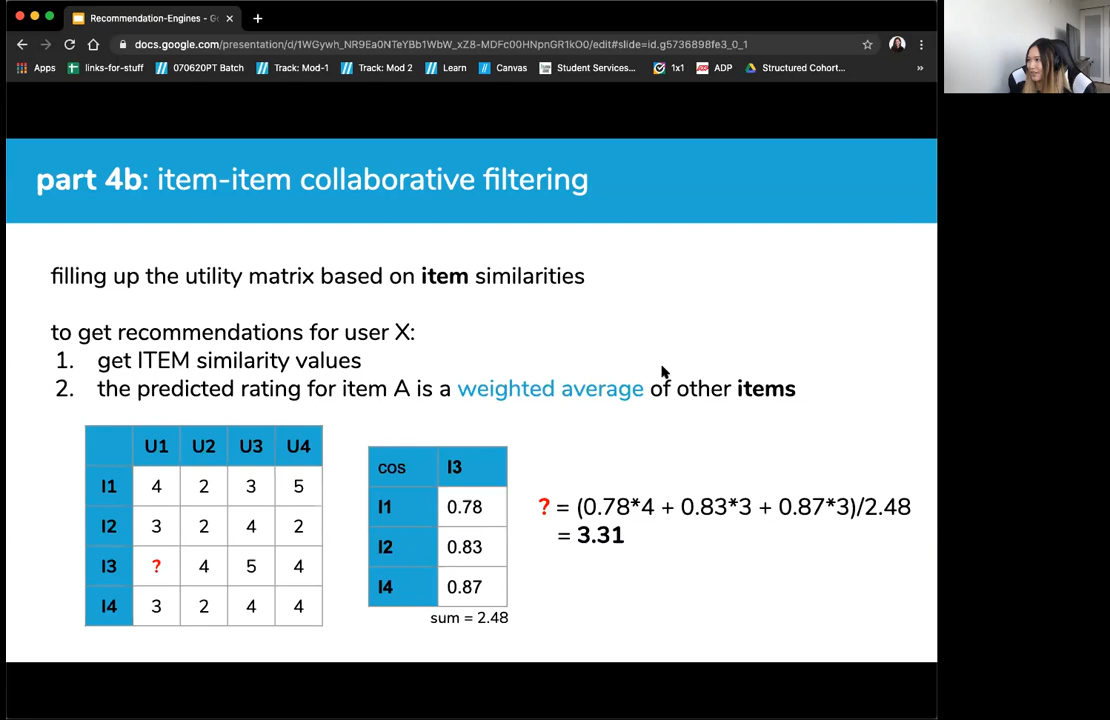 Recommendation-Engines - Go
docs.google.com/presentation/d/1WGywh_NR9Ea0NTeYBb1WbW_xZ8-MDFc00HNpnGR1kO0/edit#slide=id.g5736898fe3_0_1
Apps links-for-stuff 070620PT Batch Track: Mod-1 Track: Mod 2 Learn Canvas Student Services... 1x1 ADP Structured Cohort... »
part 4b: item-item collaborative filtering
filling up the utility matrix based on item similarities
to get recommendations for user X:
1. get ITEM similarity values
2. the predicted rating for item A is a weighted average of other items
U1 U2 U3 U4
I1 4 2 3 5
I2 3 2 4 2
I3 ? 4 5 4
I4 3 2 4 4
cos I3
I1 0.78
I2 0.83
I4 0.87
sum = 2.48
? = (0.78*4 + 0.83*3 + 0.87*3)/2.48
= 3.31